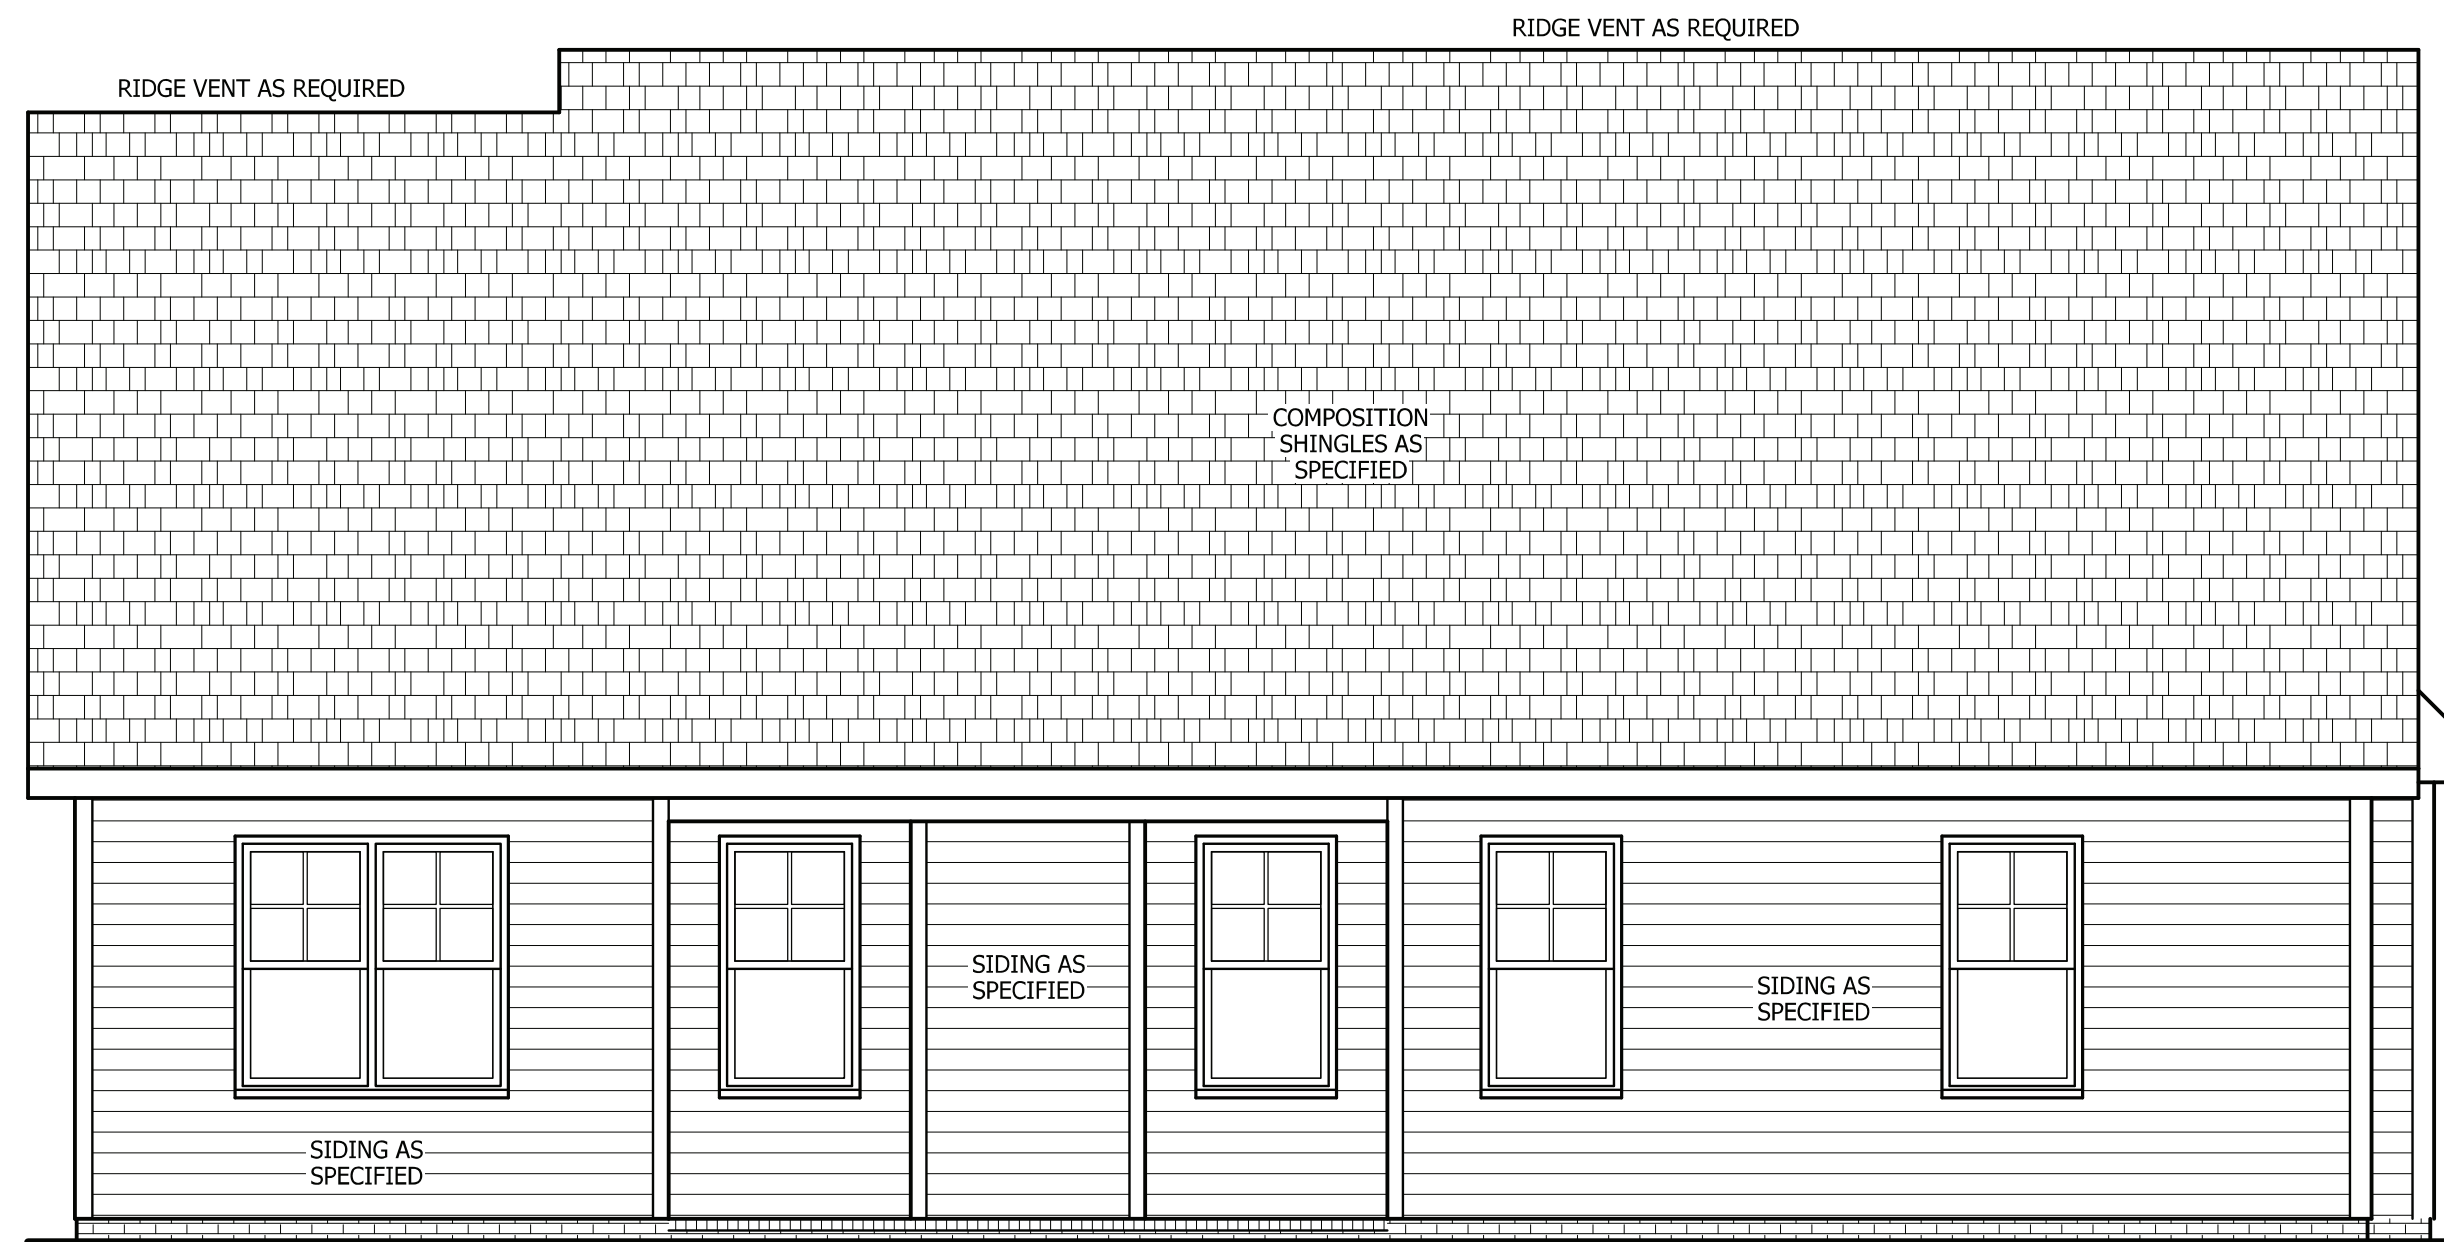 RIDGE VENT AS REQUIRED
RIDGE VENT AS REQUIRED
COMPOSITION
SHINGLES AS
SPECIFIED
SIDING AS
SPECIFIED
SIDING AS
SPECIFIED
SIDING AS
SPECIFIED